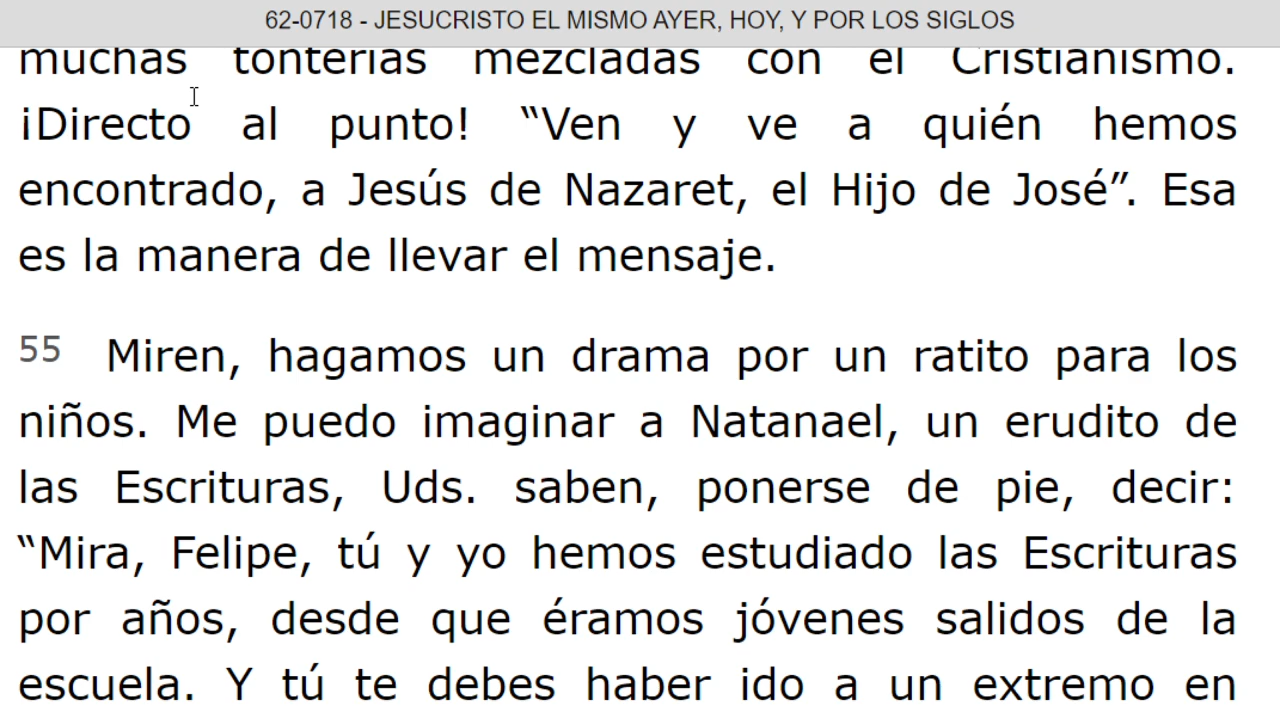 62-0718 - JESUCRISTO EL MISMO AYER, HOY, Y POR LOS SIGLOS
muchas tonterías mezcladas con el Cristianismo.
¡Directo al punto! “Ven y ve a quién hemos
encontrado, a Jesús de Nazaret, el Hijo de José”. Esa
es la manera de llevar el mensaje.
55 Miren, hagamos un drama por un ratito para los
niños. Me puedo imaginar a Natanael, un erudito de
las Escrituras, Uds. saben, ponerse de pie, decir:
“Mira, Felipe, tú y yo hemos estudiado las Escrituras
por años, desde que éramos jóvenes salidos de la
escuela. Y tú te debes haber ido a un extremo en